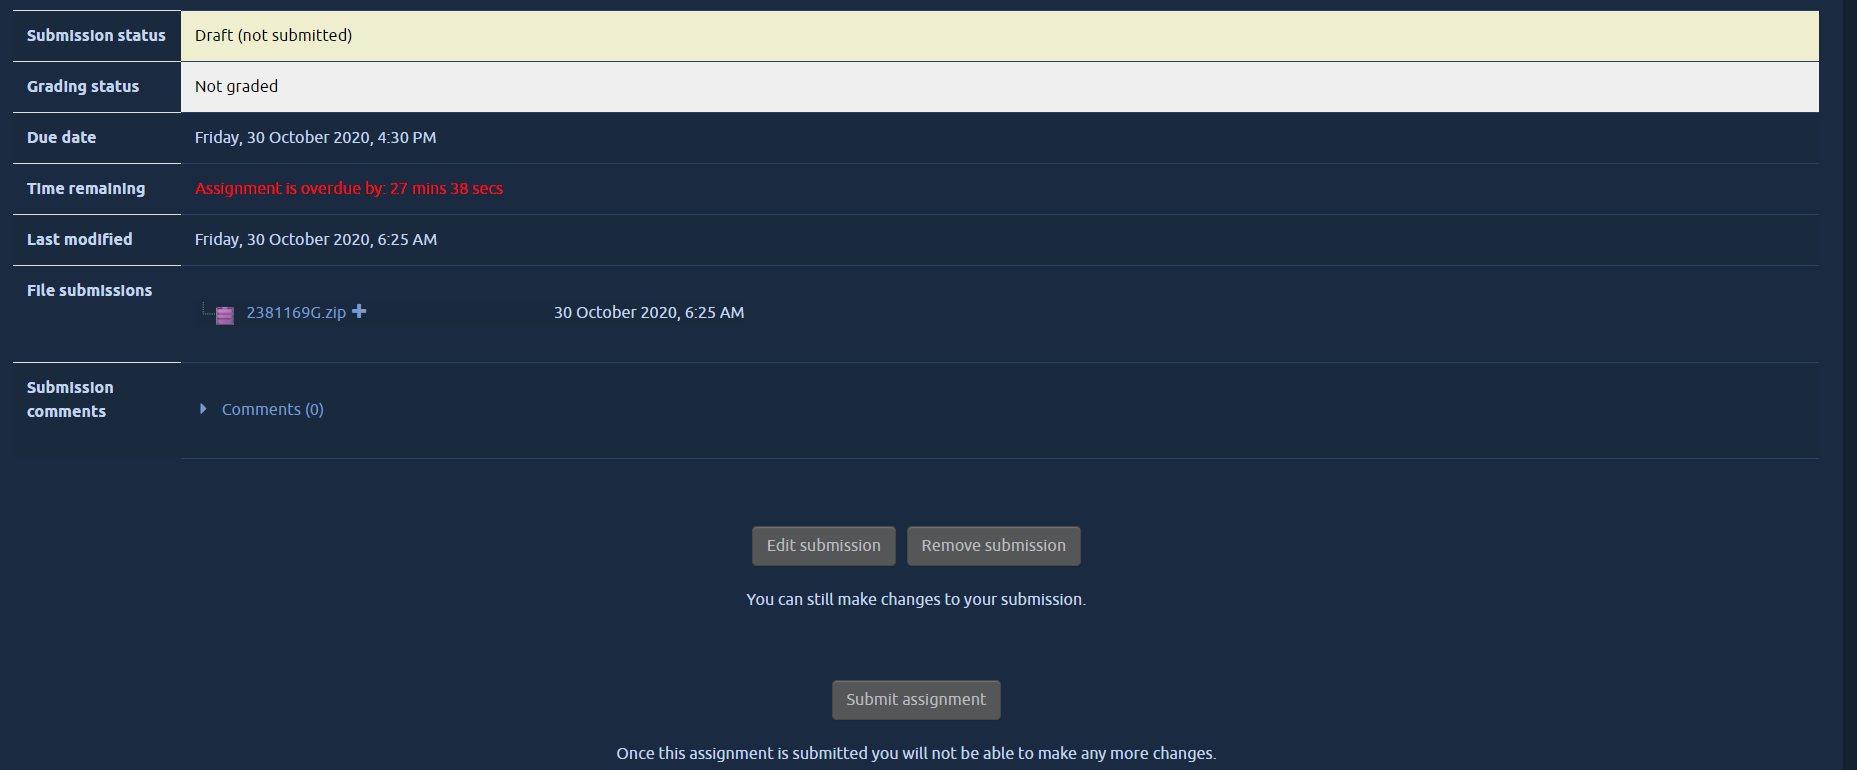 Submission status Draft (not submitted)
Grading status Not graded
Due date Friday, 30 October 2020, 4:30 PM
Time remaining Assignment is overdue by: 27 mins 38 secs
Last modified Friday, 30 October 2020, 6:25 AM
File submissions
2381169G.zip 30 October 2020, 6:25 AM
Submission
comments
Comments (0)
Edit submission Remove submission
You can still make changes to your submission.
Submit assignment
Once this assignment is submitted you will not be able to make any more changes.